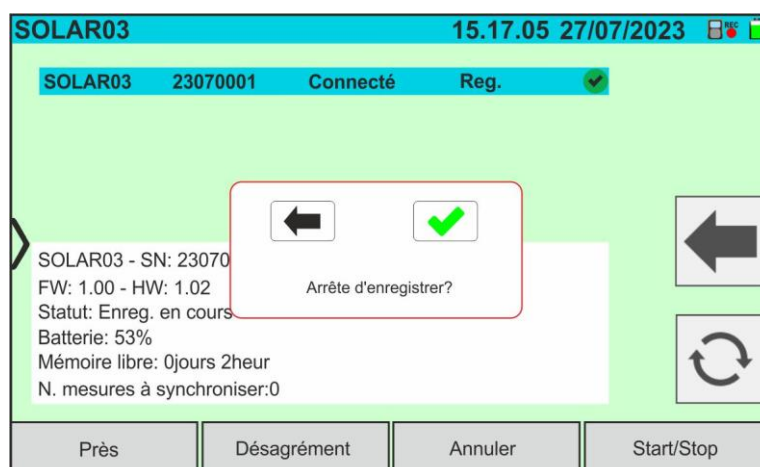 SOLAR03 15.17.05 27/07/2023 REC
SOLAR03 23070001 Connecté Reg.
Arrête d'enregistrer?
SOLAR03 - SN: 23070
FW: 1.00 - HW: 1.02
Statut: Enreg. en cours
Batterie: 53%
Mémoire libre: 0jours 2heur
N. mesures à synchroniser:0
Près Désagrément Annuler Start/Stop